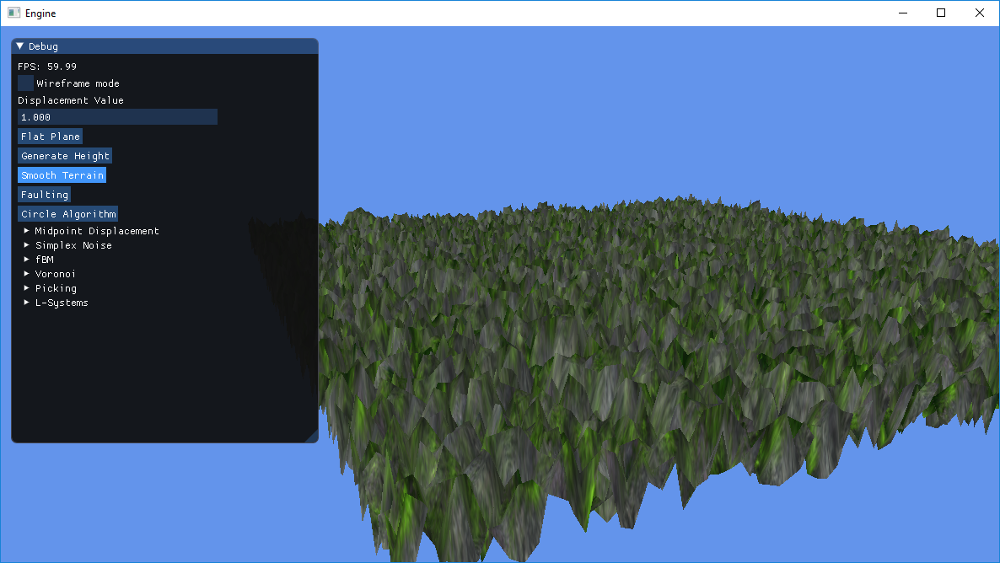 Engine
Debug
FPS: 59.99
Wireframe mode
Displacement Value
1.000
Flat Plane
Generate Height
Smooth Terrain
Faulting
Circle Algorithm
Midpoint Displacement
Simplex Noise
fBM
Voronoi
Picking
L-Systems